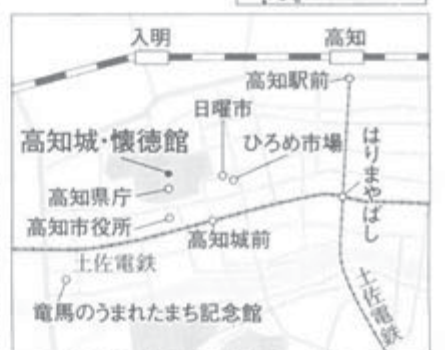 入明
高知
高知駅前
日曜市
高知城・懐徳館
ひろめ市場
はりまやばし
高知県庁
高知市役所
高知城前
土佐電鉄
土佐電鉄
竜馬のうまれたまち記念館